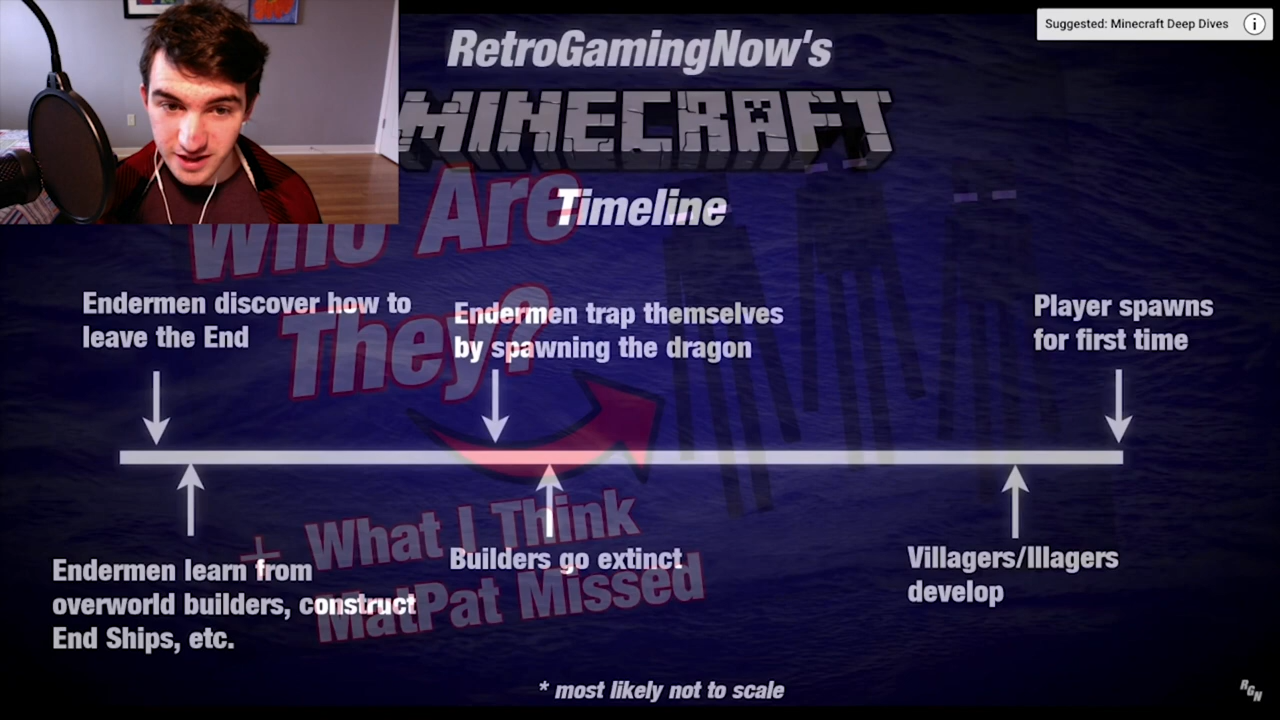 Suggested: Minecraft Deep Dives
RetroGamingNow's
MINECRAFT
Timeline
Who Are
They?
Endermen discover how to
leave the End
Endermen trap themselves
by spawning the dragon
Player spawns
for first time
+ What I Think
MatPat Missed
Endermen learn from
overworld builders, construct
End Ships, etc.
Builders go extinct
Villagers/Illagers
develop
* most likely not to scale
RGN